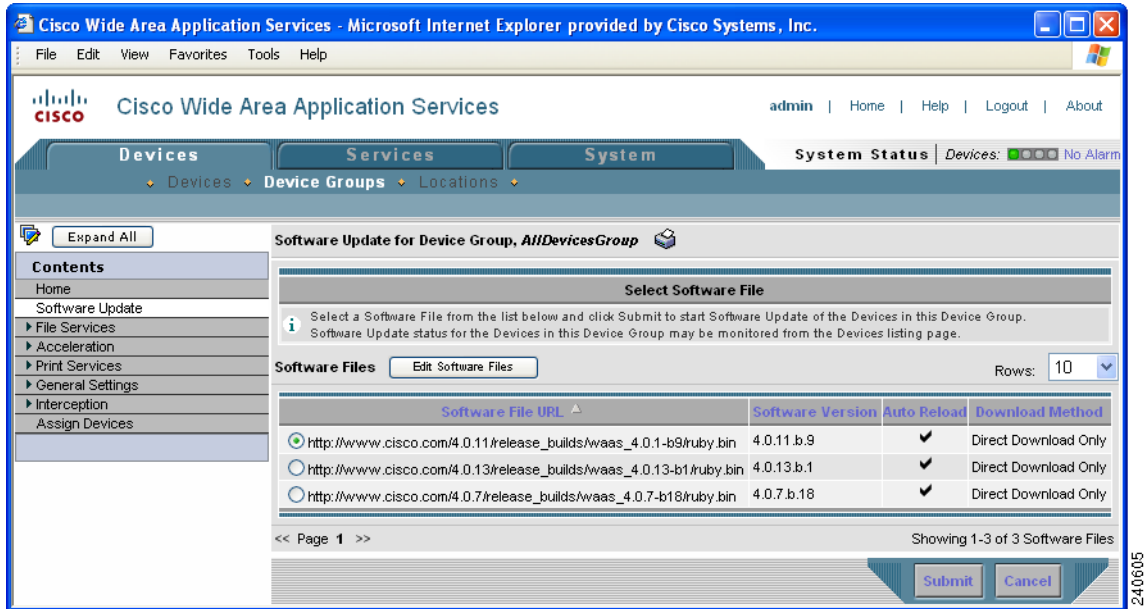 Cisco Wide Area Application Services - Microsoft Internet Explorer provided by Cisco Systems, Inc.
File Edit View Favorites Tools Help
cisco Cisco Wide Area Application Services admin | Home | Help | Logout | About
Devices Services System System Status | Devices: No Alarm
Devices Device Groups Locations
Expand All
Software Update for Device Group, AllDevicesGroup
Contents
Home
Software Update
File Services
Acceleration
Print Services
General Settings
Interception
Assign Devices
Select Software File
i Select a Software File from the list below and click Submit to start Software Update of the Devices in this Device Group.
Software Update status for the Devices in this Device Group may be monitored from the Devices listing page.
Software Files Edit Software Files Rows: 10
Software File URL Software Version Auto Reload Download Method
http://www.cisco.com/4.0.11/release_builds/waas_4.0.1-b9/ruby.bin 4.0.11.b.9 Direct Download Only
http://www.cisco.com/4.0.13/release_builds/waas_4.0.13-b1/ruby.bin 4.0.13.b.1 Direct Download Only
http://www.cisco.com/4.0.7/release_builds/waas_4.0.7-b18/ruby.bin 4.0.7.b.18 Direct Download Only
<< Page 1 >> Showing 1-3 of 3 Software Files
Submit Cancel
240605